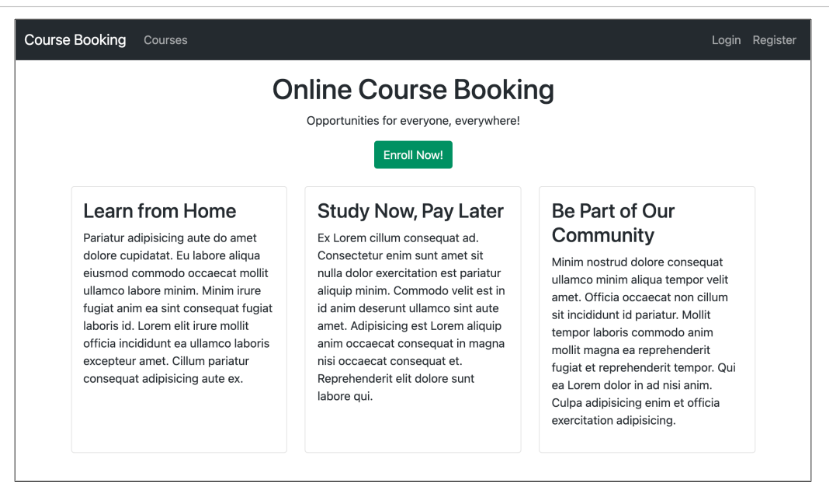 Course Booking Courses Login Register
Online Course Booking
Opportunities for everyone, everywhere!
Enroll Now!
Learn from Home
Pariatur adipisicing aute do amet
dolore cupidatat. Eu labore aliqua
eiusmod commodo occaecat mollit
ullamco labore minim. Minim irure
fugiat anim ea sint consequat fugiat
laboris id. Lorem elit irure mollit
officia incididunt ea ullamco laboris
excepteur amet. Cillum pariatur
consequat adipisicing aute ex.
Study Now, Pay Later
Ex Lorem cillum consequat ad.
Consectetur enim sunt amet sit
nulla dolor exercitation est pariatur
aliquip minim. Commodo velit est in
id anim deserunt ullamco sint aute
amet. Adipisicing est Lorem aliquip
anim occaecat consequat in magna
nisi occaecat consequat et.
Reprehenderit elit dolore sunt
labore qui.
Be Part of Our
Community
Minim nostrud dolore consequat
ullamco minim aliqua tempor velit
amet. Officia occaecat non cillum
sit incididunt id pariatur. Mollit
tempor laboris commodo anim
mollit magna ea reprehenderit
fugiat et reprehenderit tempor. Qui
ea Lorem dolor in ad nisi anim.
Culpa adipisicing enim et officia
exercitation adipisicing.